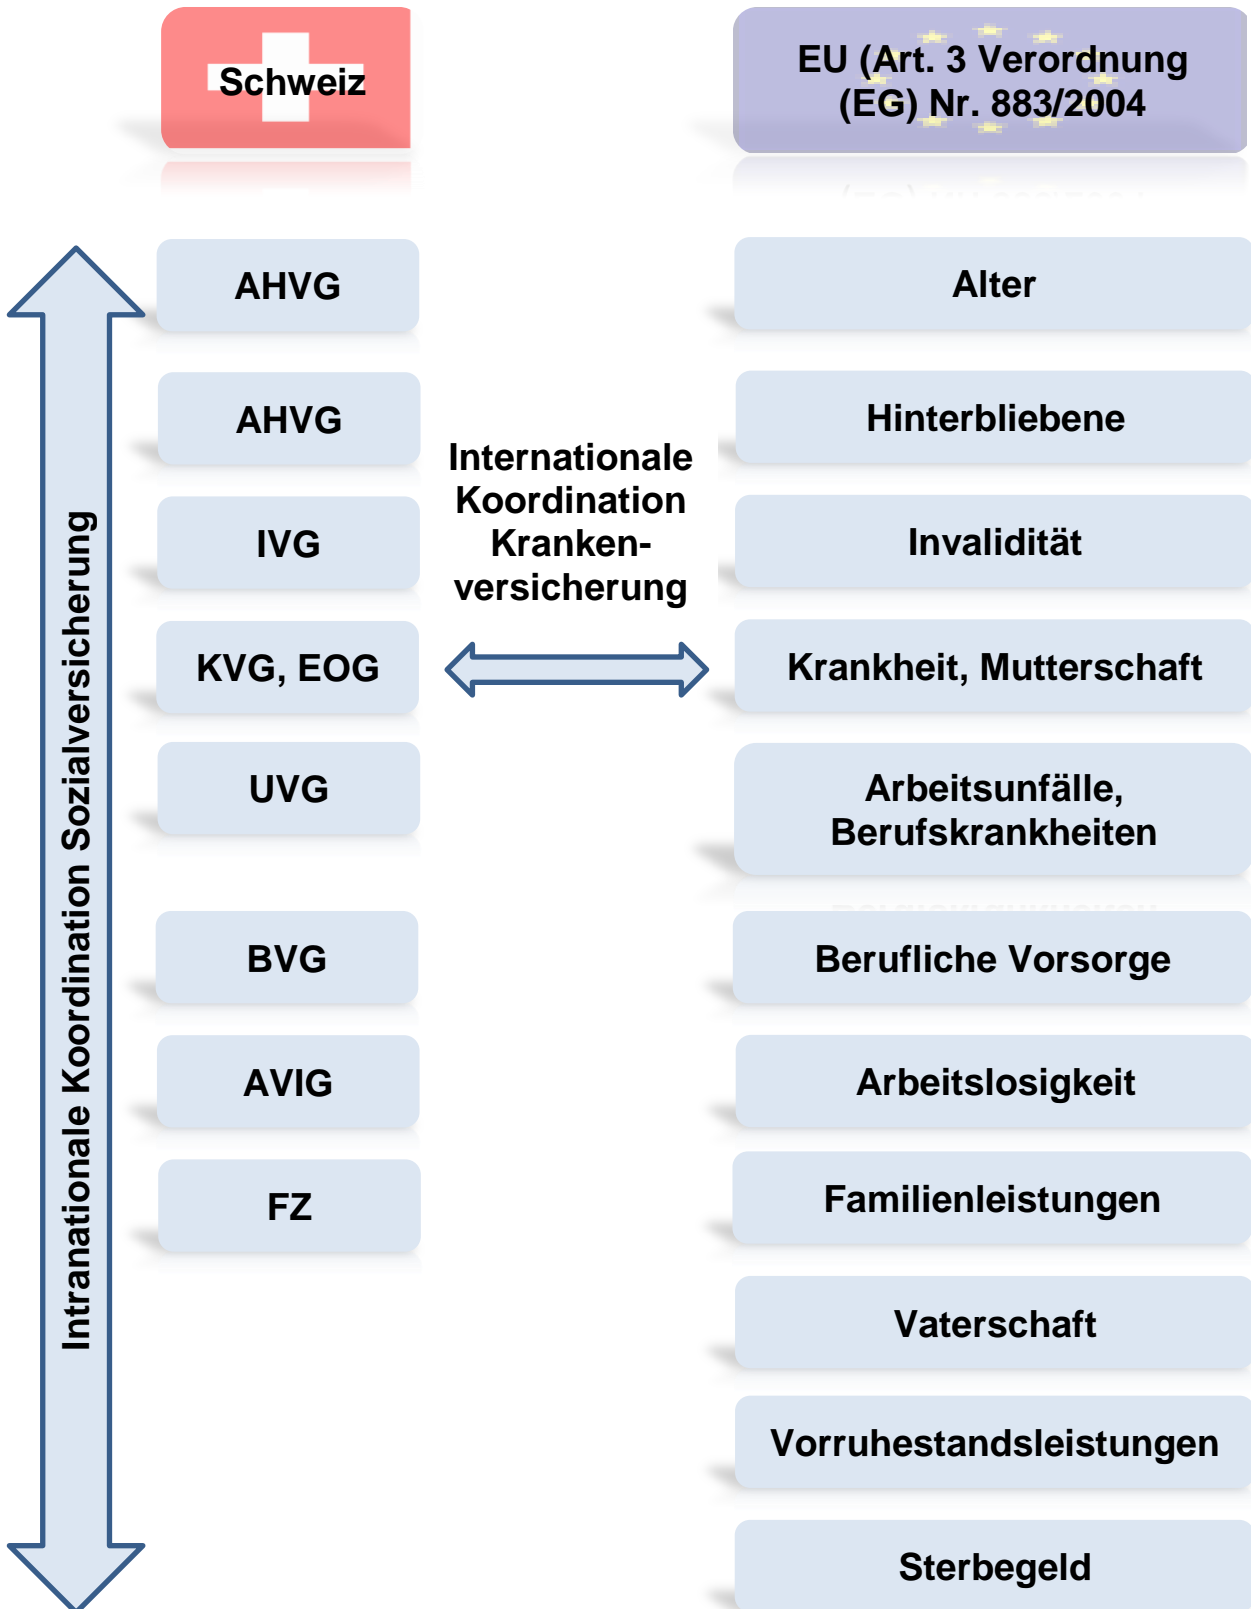 Schweiz
EU (Art. 3 Verordnung
(EG) Nr. 883/2004
Intranationale Koordination Sozialversicherung
AHVG
Alter
AHVG
Hinterbliebene
Internationale
Koordination
Kranken-
versicherung
IVG
Invalidität
KVG, EOG
Krankheit, Mutterschaft
UVG
Arbeitsunfälle,
Berufskrankheiten
BVG
Berufliche Vorsorge
AVIG
Arbeitslosigkeit
FZ
Familienleistungen
Vaterschaft
Vorruhestandsleistungen
Sterbegeld